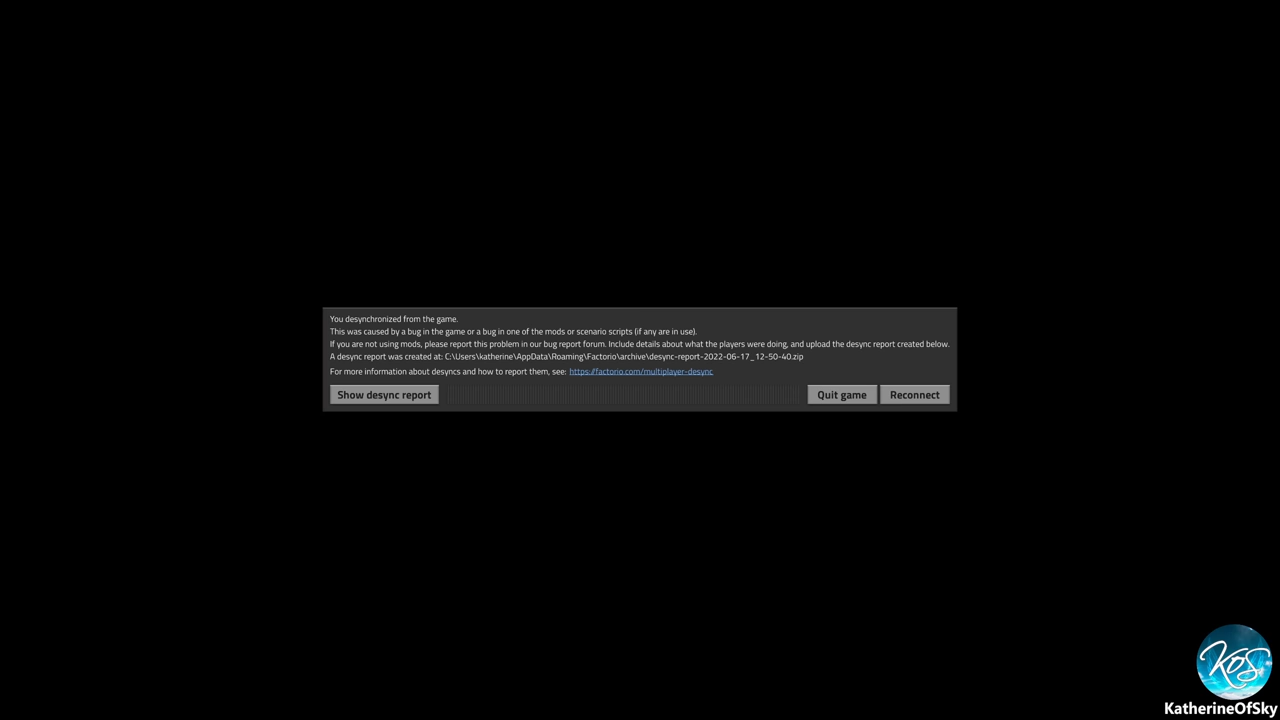 You desynchronized from the game.
This was caused by a bug in the game or a bug in one of the mods or scenario scripts (if any are in use).
If you are not using mods, please report this problem in our bug report forum. Include details about what the players were doing, and upload the desync report created below.
A desync report was created at: C:\Users\katherine\AppData\Roaming\Factorio\archive\desync-report-2022-06-17_12-50-40.zip
For more information about desyncs and how to report them, see: https://factorio.com/multiplayer-desync
Show desync report
Quit game
Reconnect
KoS
KatherineOfSky